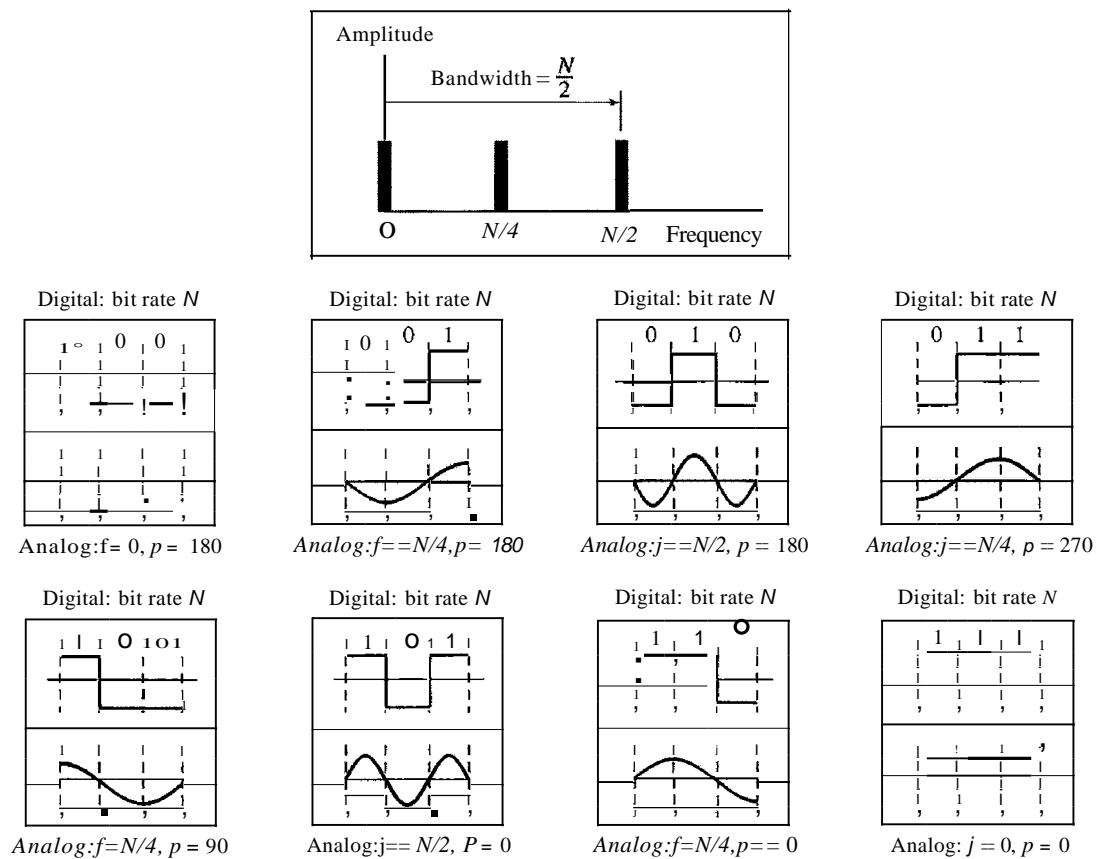 Amplitude
Bandwidth = N/2
O N/4 N/2 Frequency
Digital: bit rate N Digital: bit rate N Digital: bit rate N Digital: bit rate N
0 0 0 0 1 0 1 0 0 1 I
Analog:f= 0, p = 180 Analog:f==N/4,p= 180 Analog:j==N/2, p = 180 Analog:j==N/4, p = 270
Digital: bit rate N Digital: bit rate N Digital: bit rate N Digital: bit rate N
I O 1 0 1 1 O 1 1 1 O 1 I I
Analog:f=N/4, p = 90 Analog:j== N/2, P = 0 Analog:f=N/4,p== 0 Analog: j = 0, p = 0